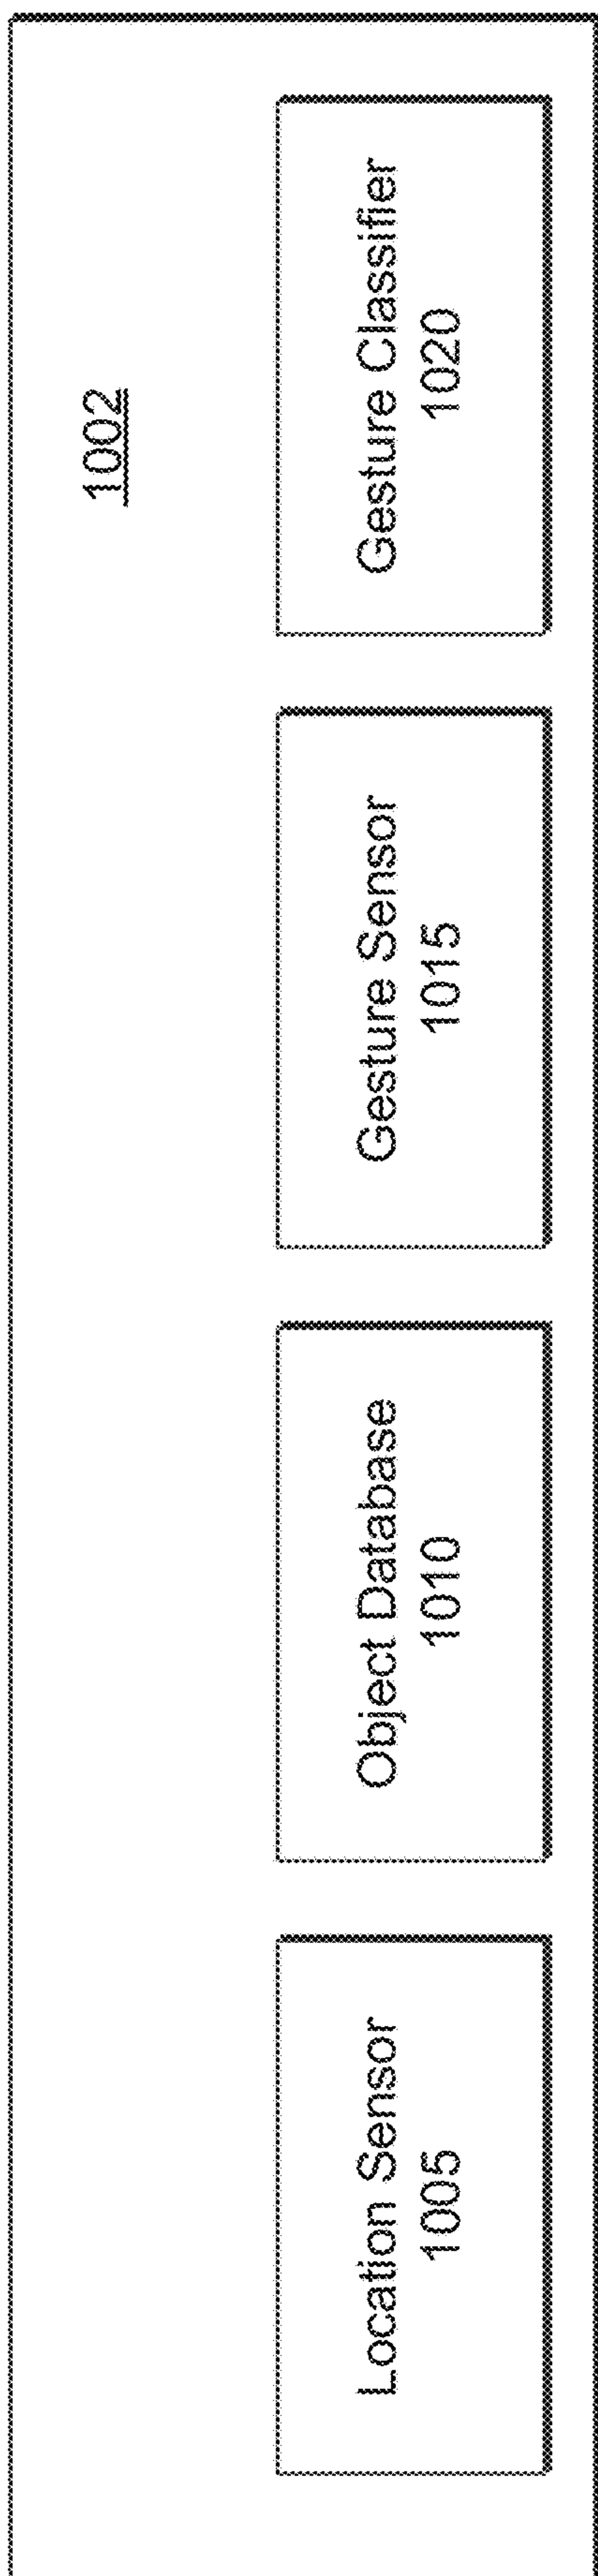 1002
Location Sensor
1005
Object Database
1010
Gesture Sensor
1015
Gesture Classifier
1020